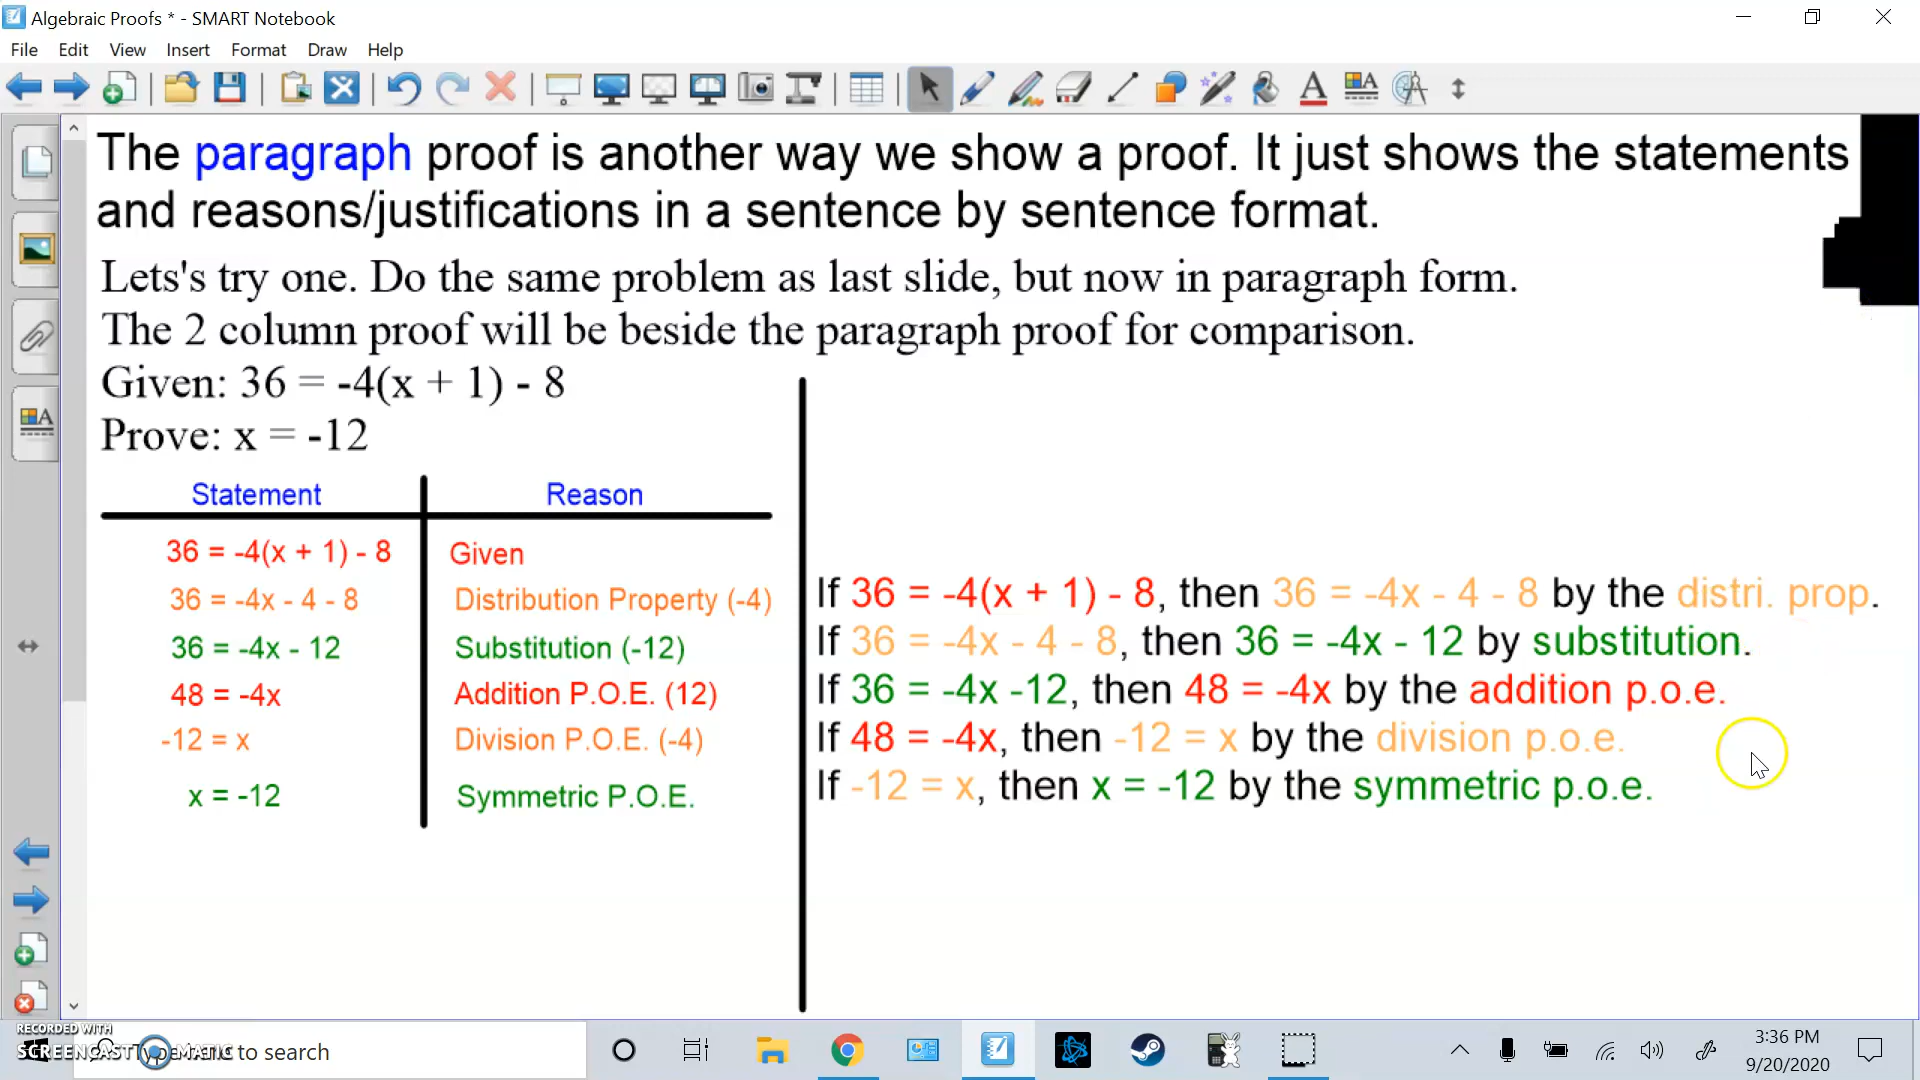 Algebraic Proofs * - SMART Notebook
File Edit View Insert Format Draw Help
The paragraph proof is another way we show a proof. It just shows the statements
and reasons/justifications in a sentence by sentence format.
Lets's try one. Do the same problem as last slide, but now in paragraph form.
The 2 column proof will be beside the paragraph proof for comparison.
Given: 36 = -4(x + 1) - 8
Prove: x = -12
Statement Reason
36 = -4(x + 1) - 8 Given
36 = -4x - 4 - 8 Distribution Property (-4)
36 = -4x - 12 Substitution (-12)
48 = -4x Addition P.O.E. (12)
-12 = x Division P.O.E. (-4)
x = -12 Symmetric P.O.E.
If 36 = -4(x + 1) - 8, then 36 = -4x - 4 - 8 by the distri. prop.
If 36 = -4x - 4 - 8, then 36 = -4x - 12 by substitution.
If 36 = -4x -12, then 48 = -4x by the addition p.o.e.
If 48 = -4x, then -12 = x by the division p.o.e.
If -12 = x, then x = -12 by the symmetric p.o.e.
RECORDED WITH
SCREENCAST MATIC
to search
3:36 PM
9/20/2020